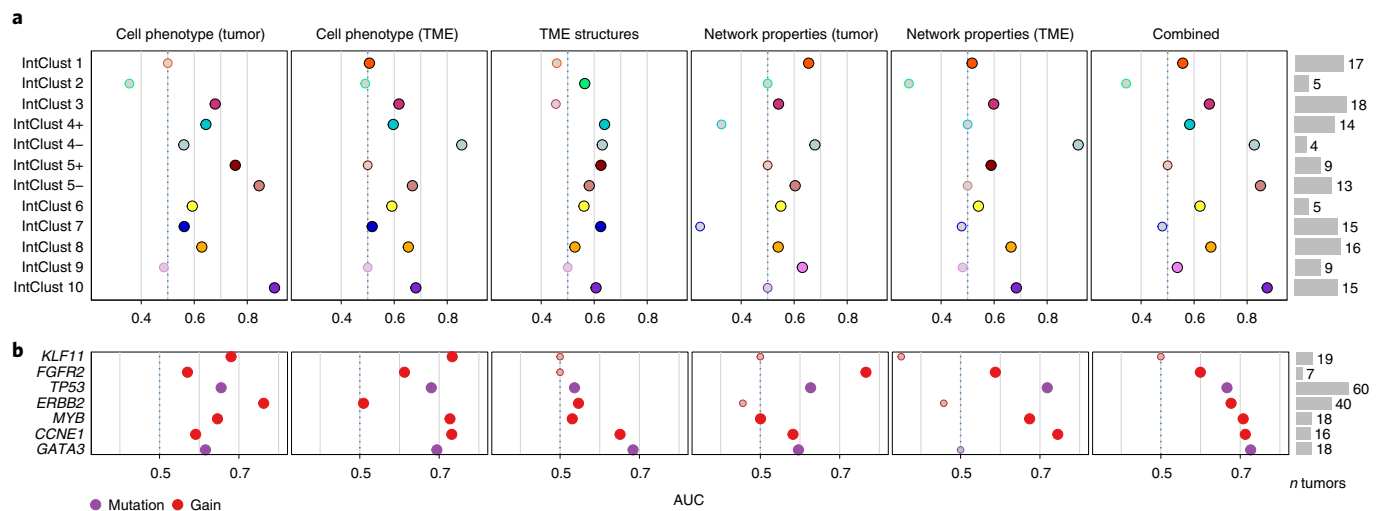 a
Cell phenotype (tumor) Cell phenotype (TME) TME structures Network properties (tumor) Network properties (TME) Combined
IntClust 1 17
IntClust 2 5
IntClust 3 18
IntClust 4+ 14
IntClust 4– 4
IntClust 5+ 9
IntClust 5– 13
IntClust 6 5
IntClust 7 15
IntClust 8 16
IntClust 9 9
IntClust 10 15
0.4 0.6 0.8 0.4 0.6 0.8 0.4 0.6 0.8 0.4 0.6 0.8 0.4 0.6 0.8 0.4 0.6 0.8
b
KLF11 19
FGFR2 7
TP53 60
ERBB2 40
MYB 18
CCNE1 16
GATA3 18
0.5 0.7 0.5 0.7 0.5 0.7 0.5 0.7 0.5 0.7 0.5 0.7
n tumors
Mutation Gain AUC